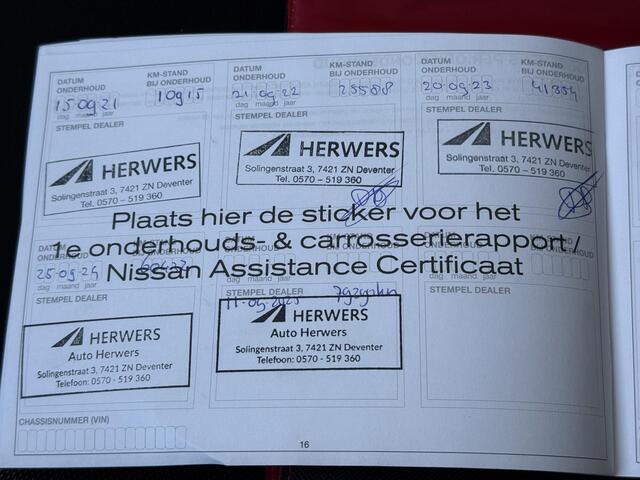 DATUM ONDERHOUD
KM-STAND BIJ ONDERHOUD
15 09 21
10915
dag maand jaar
STEMPEL DEALER
HERWERS
Solingenstraat 3, 7421 ZN Deventer
Tel. 0570 – 519 360
DATUM ONDERHOUD
KM-STAND BIJ ONDERHOUD
21 09 22
25588
dag maand jaar
STEMPEL DEALER
HERWERS
Solingenstraat 3, 7421 ZN Deventer
Tel. 0570 – 519 360
DATUM ONDERHOUD
KM-STAND BIJ ONDERHOUD
20 09 23
41354
dag maand jaar
STEMPEL DEALER
HERWERS
Solingenstraat 3, 7421 ZN Deventer
Tel. 0570 – 519 360
Plaats hier de sticker voor het
1e onderhouds- & carrosserierapport /
Nissan Assistance Certificaat
25-09-24
dag maand jaar
STEMPEL DEALER
HERWERS
Auto Herwers
Solingenstraat 3, 7421 ZN Deventer
Telefoon: 0570 - 519 360
STEMPEL DEALER
HERWERS
Auto Herwers
Solingenstraat 3, 7421 ZN Deventer
Telefoon: 0570 - 519 360
STEMPEL DEALER
CHASSISNUMMER (VIN)
16